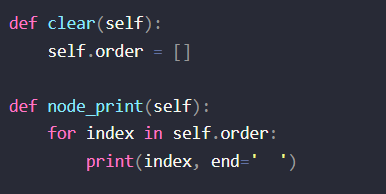 def clear(self):
    self.order = []

def node_print(self):
    for index in self.order:
        print(index, end='  ')